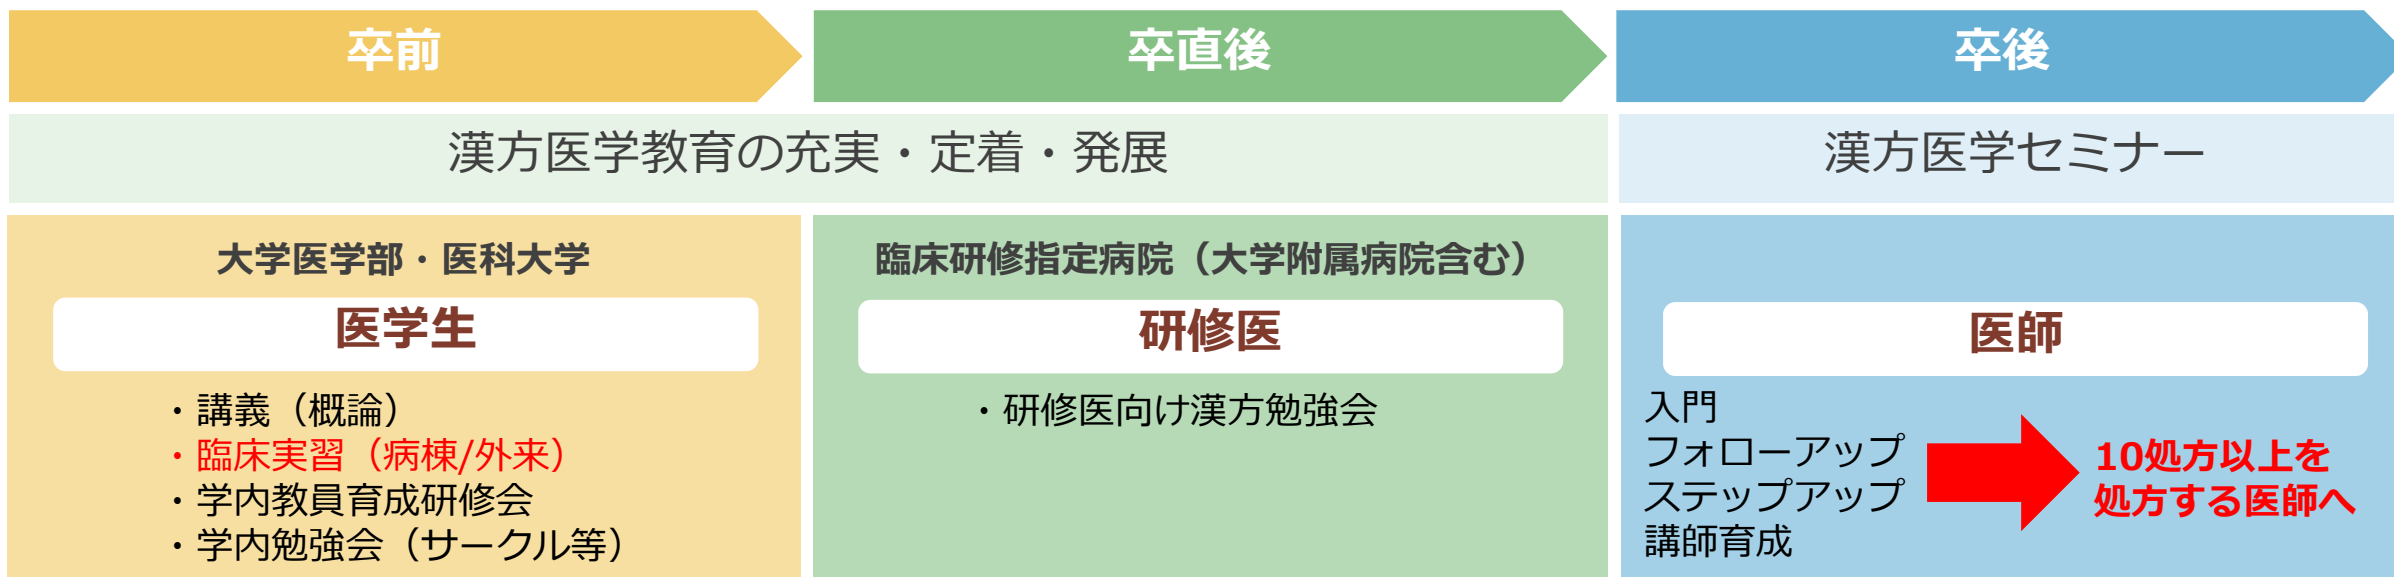 卒前
卒直後
卒後
漢方医学教育の充実・定着・発展
漢方医学セミナー
大学医学部・医科大学
医学生
・講義（概論）
・臨床実習（病棟/外来）
・学内教員育成研修会
・学内勉強会（サークル等）
臨床研修指定病院（大学附属病院含む）
研修医
・研修医向け漢方勉強会
医師
入門
フォローアップ
ステップアップ
講師育成
10処方以上を
処方する医師へ